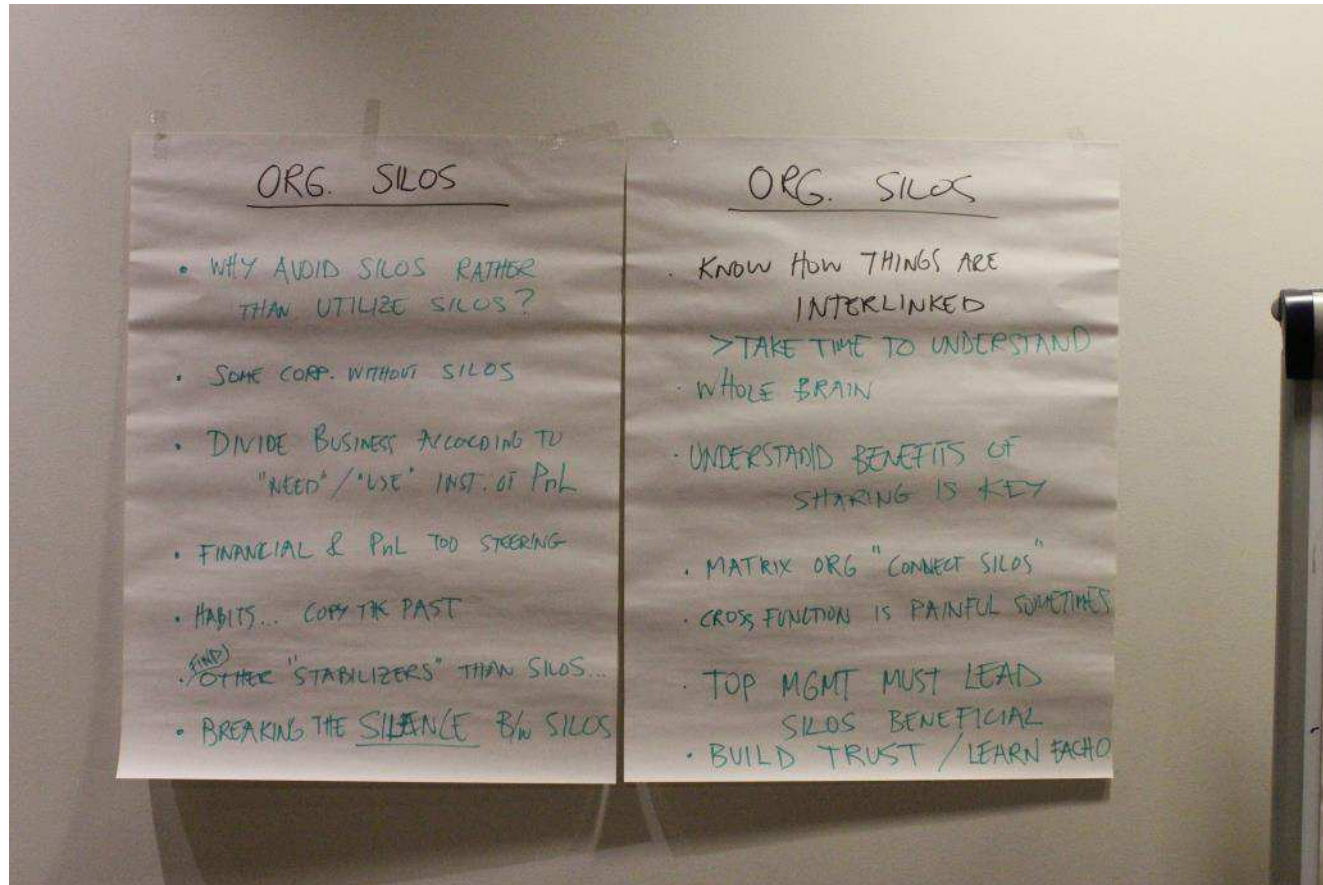 ORG. SILOS
• WHY AVOID SILOS RATHER
THAN UTILIZE SILOS?
• SOME CORP. WITHOUT SILOS
• DIVIDE BUSINESS ACCOCDING TO
"NEED" / "USE" INST. OF PnL
• FINANCIAL & PnL TOO STEERING
• HABITS... COPY THE PAST
• (FIND) OTHER "STABILIZERS" THAN SILOS...
• BREAKING THE SILENCE B/w SILOS
ORG. SILOS
• KNOW HOW THINGS ARE
INTERLINKED
> TAKE TIME TO UNDERSTAND
• WHOLE BRAIN
• UNDERSTAND BENEFITS OF
SHARING IS KEY
• MATRIX ORG "CONNECT SILOS"
• CROSS FUNCTION IS PAINFUL SOMETIMES
• TOP MGMT MUST LEAD
SILOS BENEFICIAL
• BUILD TRUST / LEARN EACHO